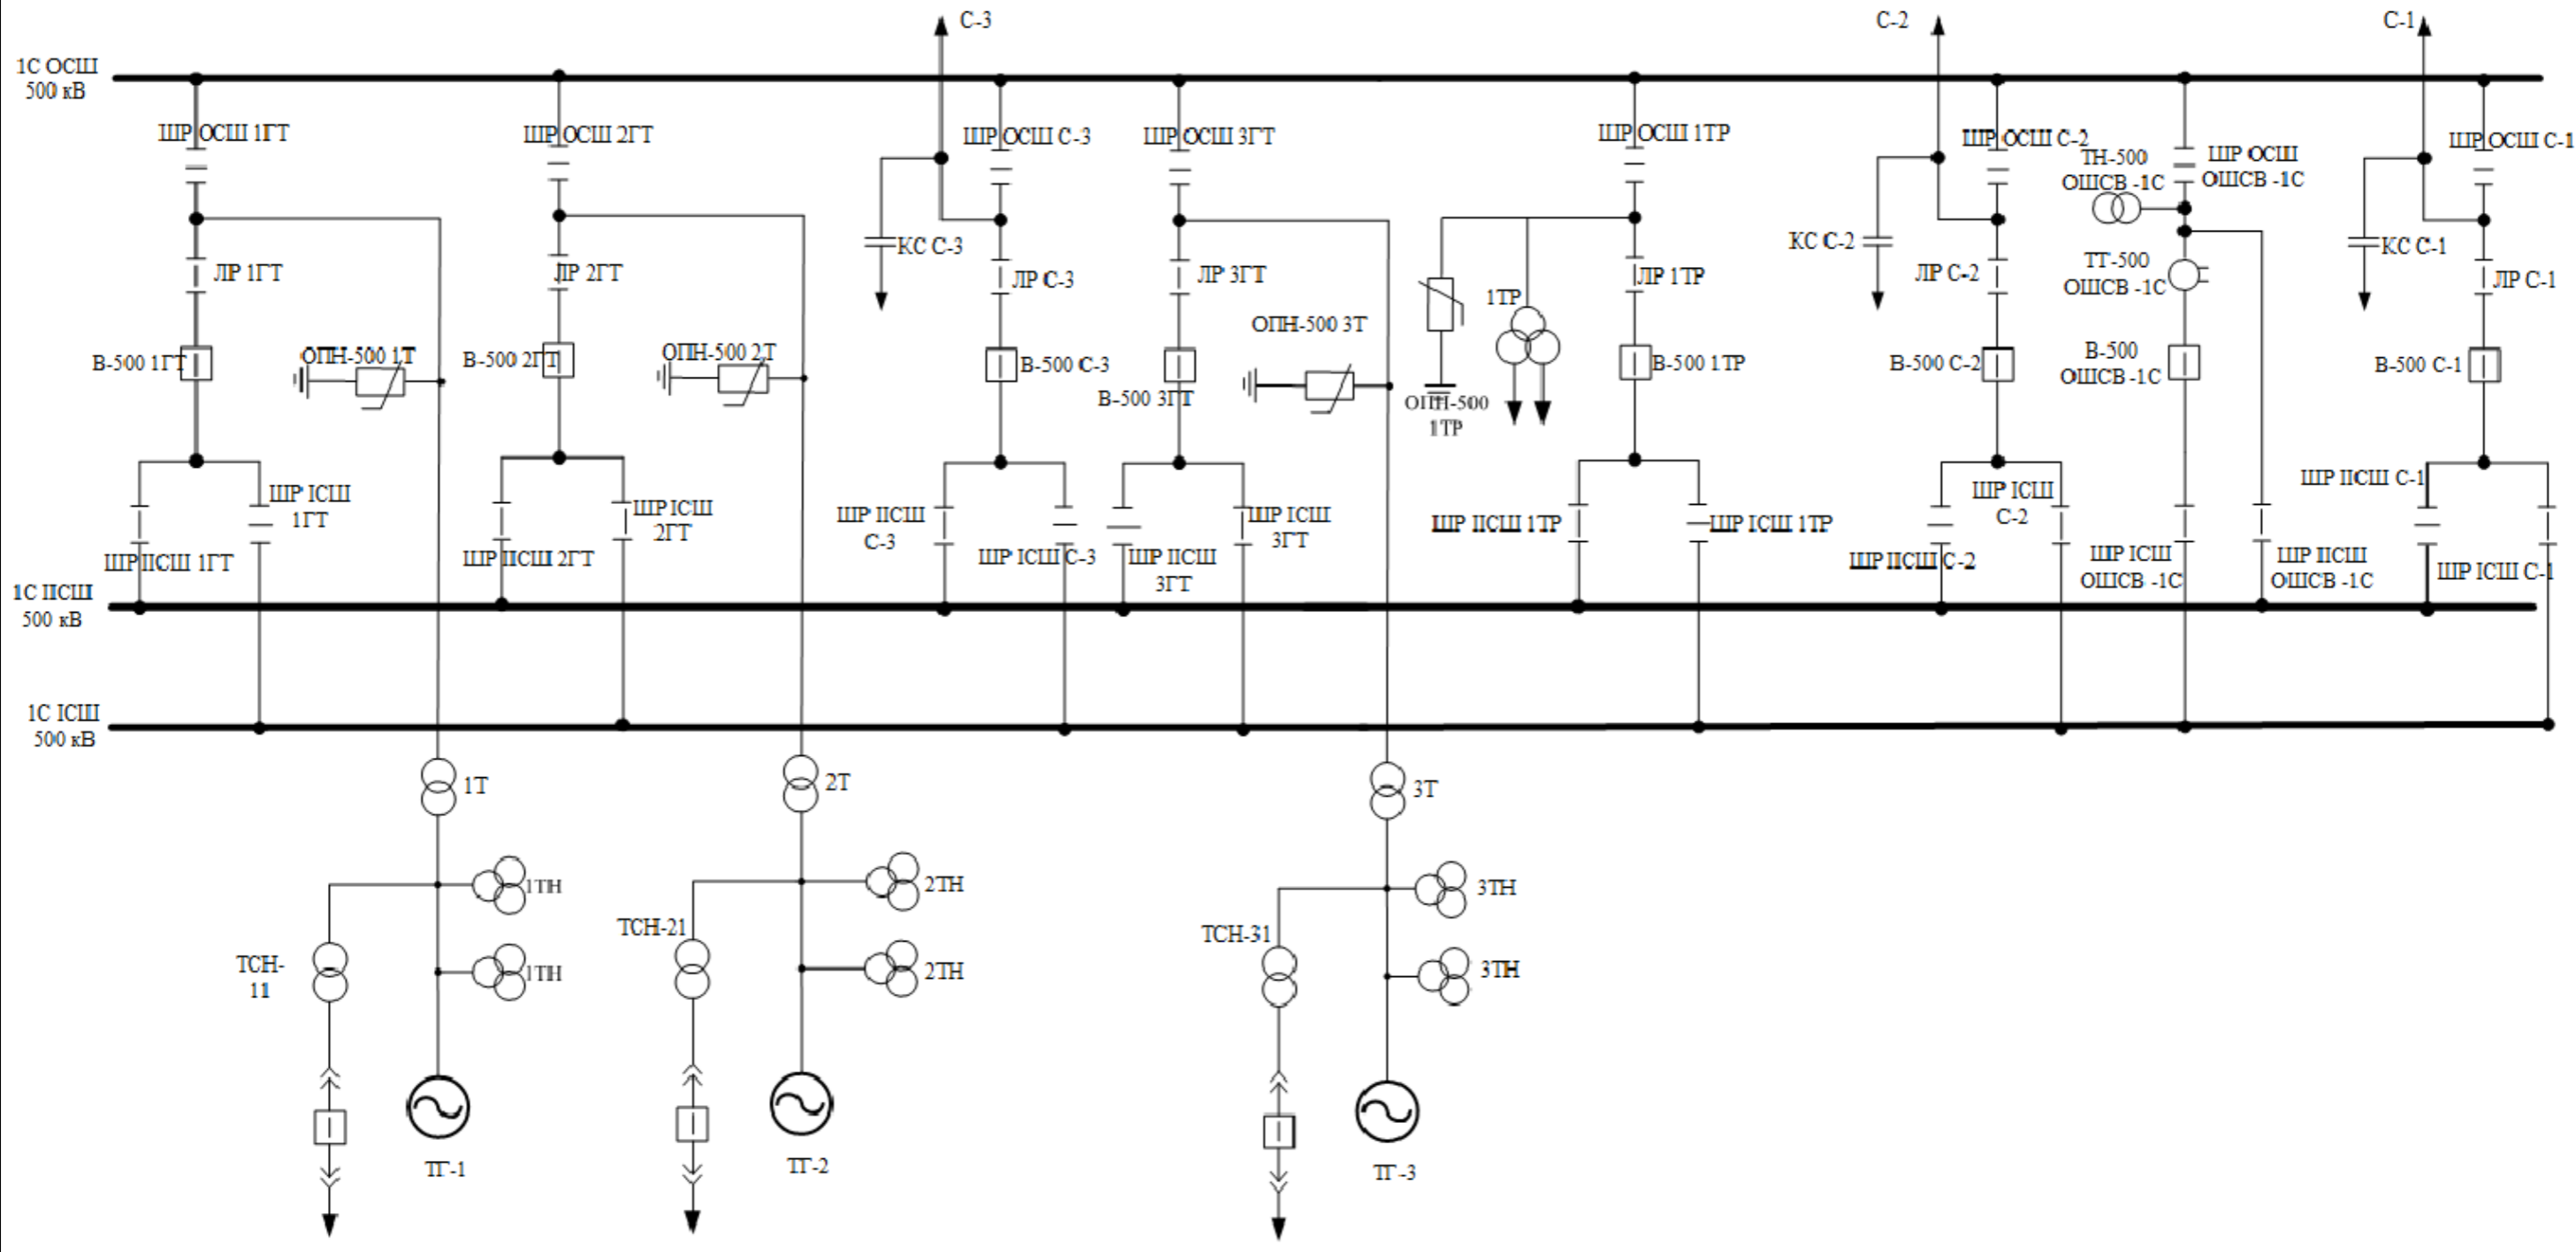 С-3
С-2
С-1
1С ОСШ
500 кВ
ШР ОСШ 1ГТ
ШР ОСШ 2ГТ
ШР ОСШ С-3
ШР ОСШ 3ГТ
ШР ОСШ 1ТР
ШР ОСШ С-2
ТН-500
ОШСВ -1С
ШР ОСШ
ОШСВ -1С
ШР ОСШ С-1
ЛР 1ГТ
ЛР 2ГТ
КС С-3
ЛР С-3
ЛР 3ГТ
1ТР
ЛР 1ТР
КС С-2
ЛР С-2
ТТ-500
ОШСВ -1С
КС С-1
ЛР С-1
В-500 1ГТ
ОПН-500 1Т
В-500 2ГТ
ОПН-500 2Т
В-500 С-3
В-500 3ГТ
ОПН-500 3Т
ОПН-500
1ТР
В-500 1ТР
В-500 С-2
В-500
ОШСВ -1С
В-500 С-1
ШР IСШ
1ГТ
ШР IIСШ 1ГТ
ШР IСШ
2ГТ
ШР IIСШ 2ГТ
ШР IIСШ
С-3
ШР IСШ С-3
ШР IIСШ
3ГТ
ШР IСШ
3ГТ
ШР IIСШ 1ТР
ШР IСШ 1ТР
ШР IСШ
С-2
ШР IIСШ С-2
ШР IСШ
ОШСВ -1С
ШР IIСШ
ОШСВ -1С
ШР IIСШ С-1
ШР IСШ С-1
1С IIСШ
500 кВ
1С IСШ
500 кВ
1Т
2Т
3Т
1ТН
2ТН
3ТН
ТСН-
11
1ТН
ТСН-21
2ТН
ТСН-31
3ТН
ТГ-1
ТГ-2
ТГ-3